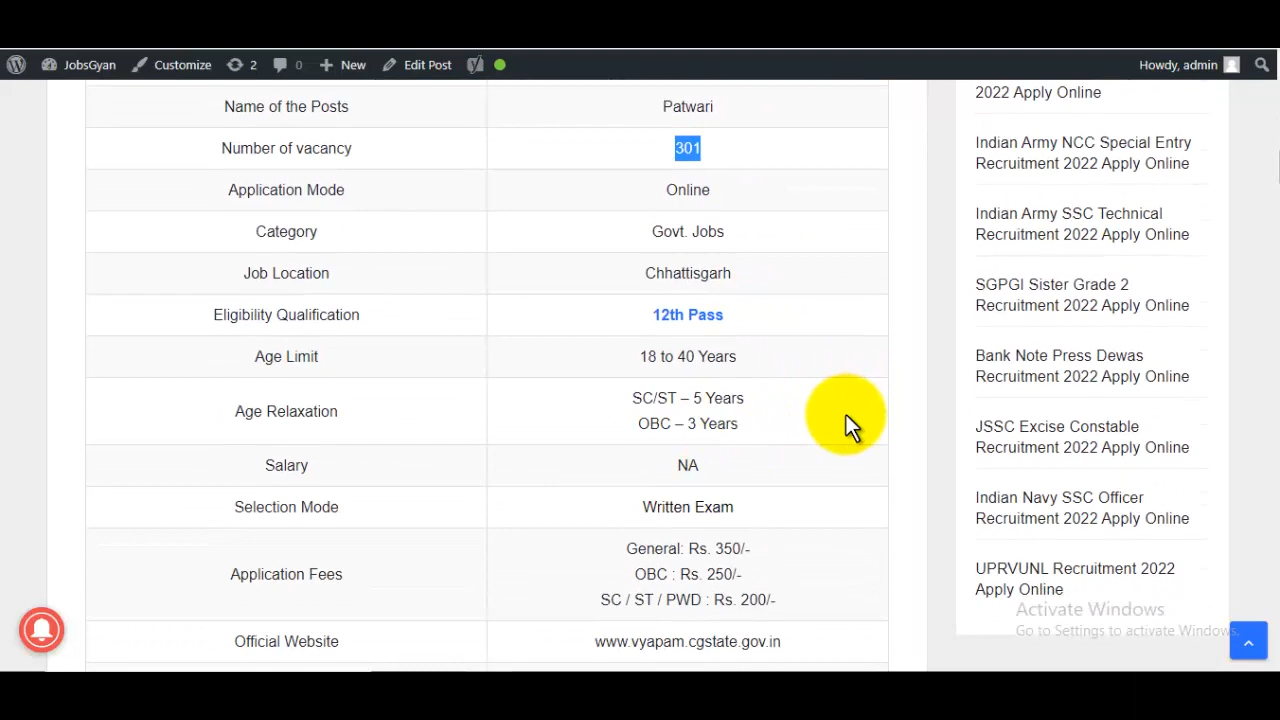 JobsGyan Customize 2 0 New Edit Post Howdy, admin
Name of the Posts Patwari
Number of vacancy 301
Application Mode Online
Category Govt. Jobs
Job Location Chhattisgarh
Eligibility Qualification 12th Pass
Age Limit 18 to 40 Years
Age Relaxation
SC/ST – 5 Years
OBC – 3 Years
Salary NA
Selection Mode Written Exam
Application Fees
General: Rs. 350/-
OBC : Rs. 250/-
SC / ST / PWD : Rs. 200/-
Official Website www.vyapam.cgstate.gov.in
2022 Apply Online
Indian Army NCC Special Entry
Recruitment 2022 Apply Online
Indian Army SSC Technical
Recruitment 2022 Apply Online
SGPGI Sister Grade 2
Recruitment 2022 Apply Online
Bank Note Press Dewas
Recruitment 2022 Apply Online
JSSC Excise Constable
Recruitment 2022 Apply Online
Indian Navy SSC Officer
Recruitment 2022 Apply Online
UPRVUNL Recruitment 2022
Apply Online
Activate Windows
Go to Settings to activate Windows.